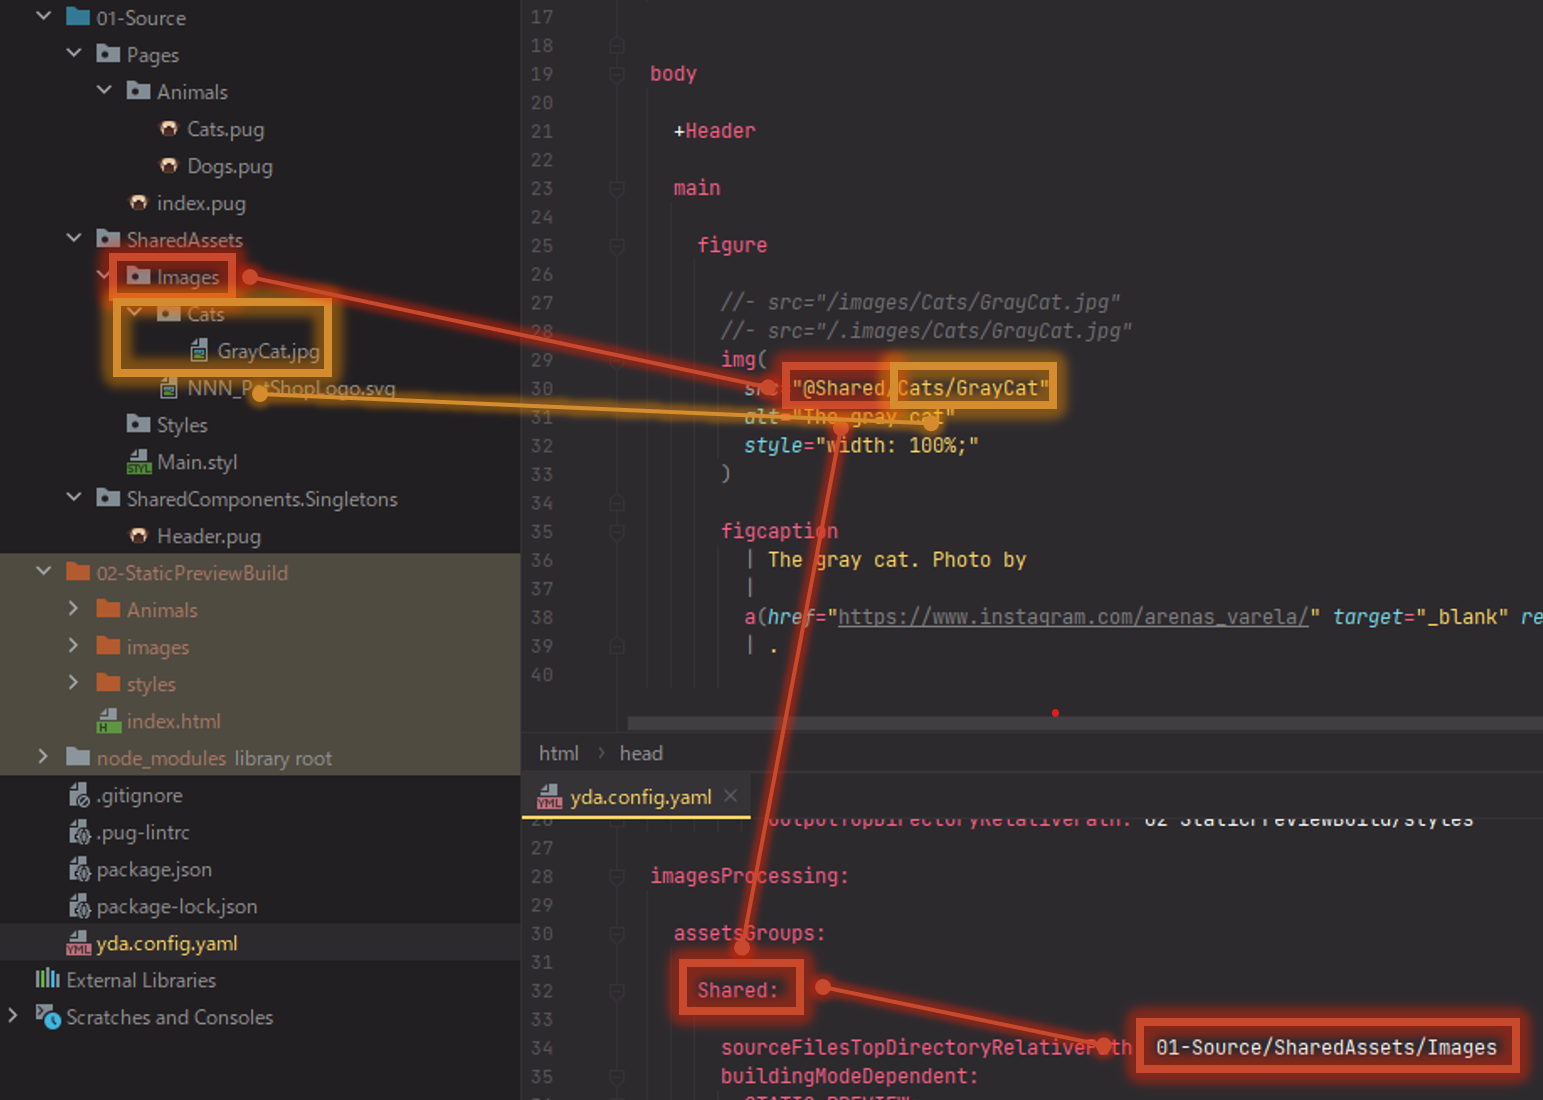 01-Source
Pages
Animals
Cats.pug
Dogs.pug
index.pug
SharedAssets
Images
Cats
GrayCat.jpg
NNN_PetShopLogo.svg
Styles
Main.styl
SharedComponents.Singletons
Header.pug
02-StaticPreviewBuild
Animals
images
styles
index.html
node_modules library root
.gitignore
.pug-lintrc
package.json
package-lock.json
yda.config.yaml
External Libraries
Scratches and Consoles
17
18
19 body
20
21 +Header
22
23 main
24
25 figure
26
27 //- src="/images/Cats/GrayCat.jpg"
28 //- src="/.images/Cats/GrayCat.jpg"
29 img(
30 src="@Shared/Cats/GrayCat"
31 alt="The gray cat"
32 style="width: 100%;"
33 )
34
35 figcaption
36 | The gray cat. Photo by
37 |
38 a(href="https://www.instagram.com/arenas_varela/" target="_blank" re
39 | .
40
html > head
yda.config.yaml
26 outputTopDirectoryRelativePath: 02-StaticPreviewBuild/styles
27
28 imagesProcessing:
29
30 assetsGroups:
31
32 Shared:
33
34 sourceFilesTopDirectoryRelativePath: 01-Source/SharedAssets/Images
35 buildingModeDependent:
STATIC_PREVIEW: